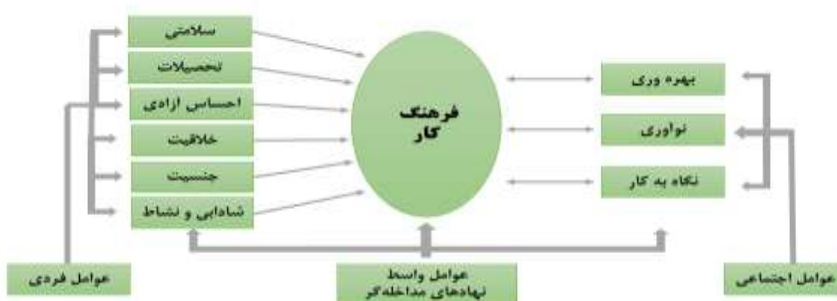 سلامتی
تحصیلات
احساس آزادی
خلاقیت
جنسیت
شادابی و نشاط
فرهنگ
کار
بهره وری
نوآوری
نگاه به کار
عوامل فردی
عوامل واسط
نهادهای مداخله‌گر
عوامل اجتماعی